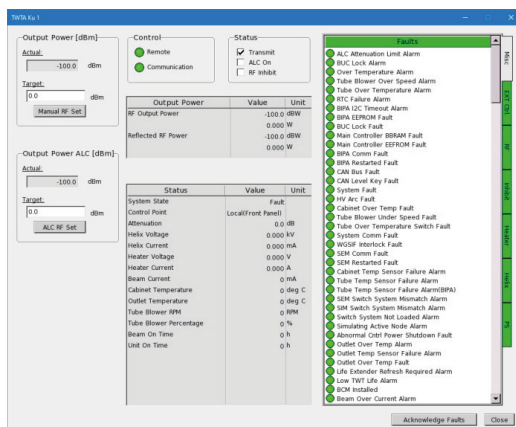 TWTA Ku 1
Output Power [dBm]
Actual:
-100.0 dBm
Target:
0.0 dBm
Manual RF Set
Output Power ALC [dBm]
Actual:
-100.0 dBm
Target:
0.0 dBm
ALC RF Set
Control
Remote
Communication
Status
Transmit
ALC On
RF Inhibit
Output Power Value Unit
RF Output Power -100.0 dBW
0.000 W
Reflected RF Power -100.0 dBW
0.000 W
Status Value Unit
System State Fault
Control Point Local(Front Panel)
Attenuation 0.0 dB
Helix Voltage 0.000 kV
Helix Current 0.000 mA
Heater Voltage 0.000 V
Heater Current 0.000 A
Beam Current 0 mA
Cabinet Temperature 0 deg C
Outlet Temperature 0 deg C
Tube Blower RPM 0 RPM
Tube Blower Percentage 0 %
Beam On Time 0 h
Unit On Time 0 h
Faults
ALC Attenuation Limit Alarm
BUC Lock Alarm
Over Temperature Alarm
Tube Blower Over Speed Alarm
Tube Over Temperature Alarm
RTC Failure Alarm
BIPA I2C Timeout Alarm
BIPA EEPROM Fault
BUC Lock Fault
Main Controller BBRAM Fault
Main Controller EEFROM Fault
BIPA Comm Fault
BIPA Restarted Fault
CAN Bus Fault
CAN Level Key Fault
System Fault
HV Arc Fault
Cabinet Over Temp Fault
Tube Blower Under Speed Fault
Tube Over Temperature Switch Fault
System Comm Fault
WGSIF Interlock Fault
SEM Comm Fault
SEM Restarted Fault
Cabinet Temp Sensor Failure Alarm
Tube Temp Sensor Failure Alarm
Tube Temp Sensor Failure Alarm(BIPA)
SEM Switch System Mismatch Alarm
SIM Switch System Mismatch Alarm
Switch System Not Loaded Alarm
Simulating Active Node Alarm
Abnormal Cntrl Power Shutdown Fault
Outlet Over Temp Alarm
Outlet Temp Sensor Failure Alarm
Outlet Over Temp Fault
Life Extender Refresh Required Alarm
Low TWT Life Alarm
BCM Installed
Beam Over Current Alarm
Misc
EXT Ctrl
RF
Inhibit
Heater
Helix
PS
Acknowledge Faults
Close